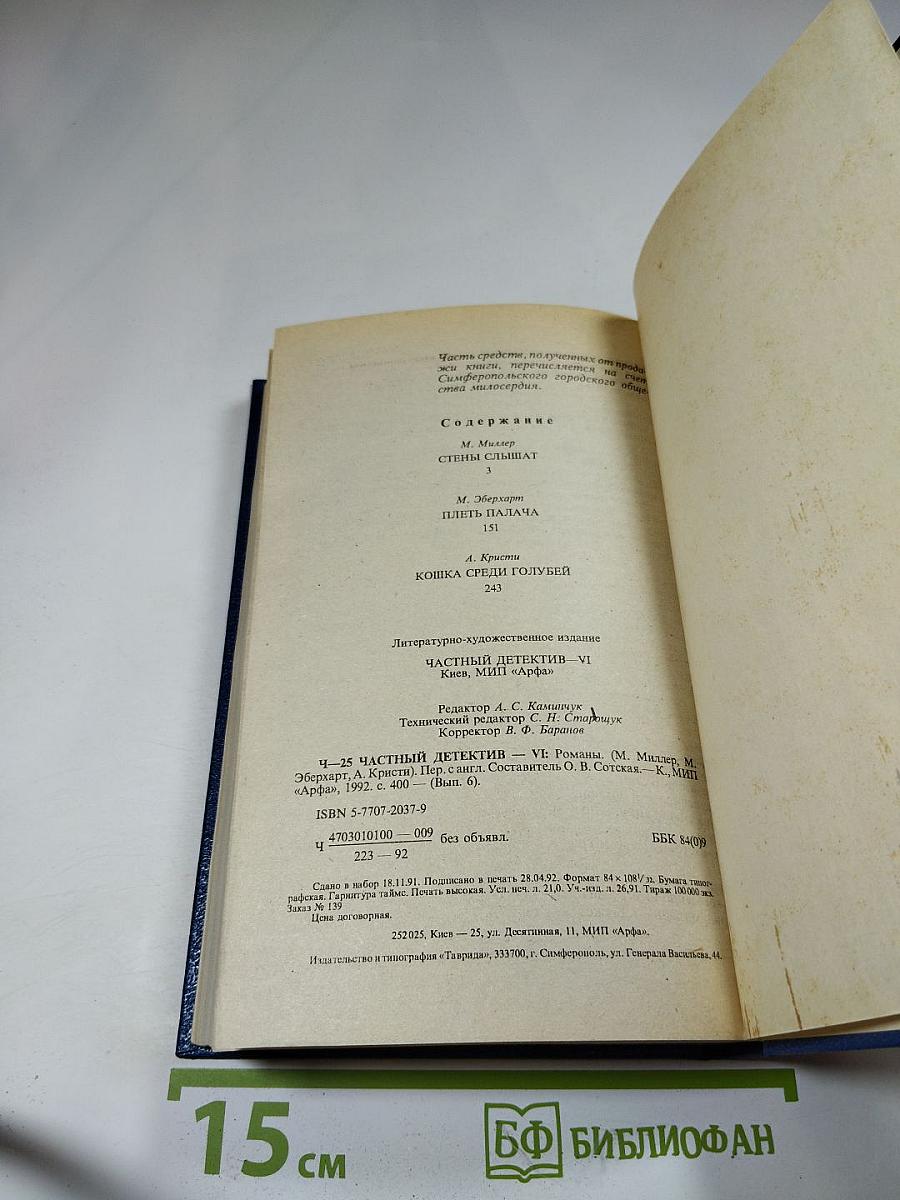 Часть средств, полученных от прода-
жи книги, перечисляется на счет
Симферопольского городского обще-
ства милосердия.
Содержание
М. Миллер
СТЕНЫ СЛЫШАТ
3
М. Эберхарт
ПЛЕТЬ ПАЛАЧА
151
А. Кристи
КОШКА СРЕДИ ГОЛУБЕЙ
243
Литературно-художественное издание
ЧАСТНЫЙ ДЕТЕКТИВ—VI
Киев, МИП «Арфа»
Редактор А. С. Каминчук
Технический редактор С. Н. Старощук
Корректор В. Ф. Баранов
Ч—25 ЧАСТНЫЙ ДЕТЕКТИВ — VI: Романы. (М. Миллер, М.
Эберхарт, А. Кристи). Пер. с англ. Составитель О. В. Сотская.— К., МИП
«Арфа», 1992. с. 400 — (Вып. 6).
ISBN 5-7707-2037-9
Ч 4703010100 — 009 без объявл. ББК 84(0)9
223 — 92
Сдано в набор 18.11.91. Подписано в печать 28.04.92. Формат 84×108¹/₃₂. Бумага типог-
рафская. Гарнитура таймс. Печать высокая. Усл. печ. л. 21,0. Уч.-изд. л. 26,91. Тираж 100 000 экз.
Заказ № 139
Цена договорная.
252025, Киев — 25, ул. Десятинная, 11, МИП «Арфа».
Издательство и типография «Таврида», 333700, г. Симферополь, ул. Генерала Васильева, 44.
15 см
БФ БИБЛИОФАН